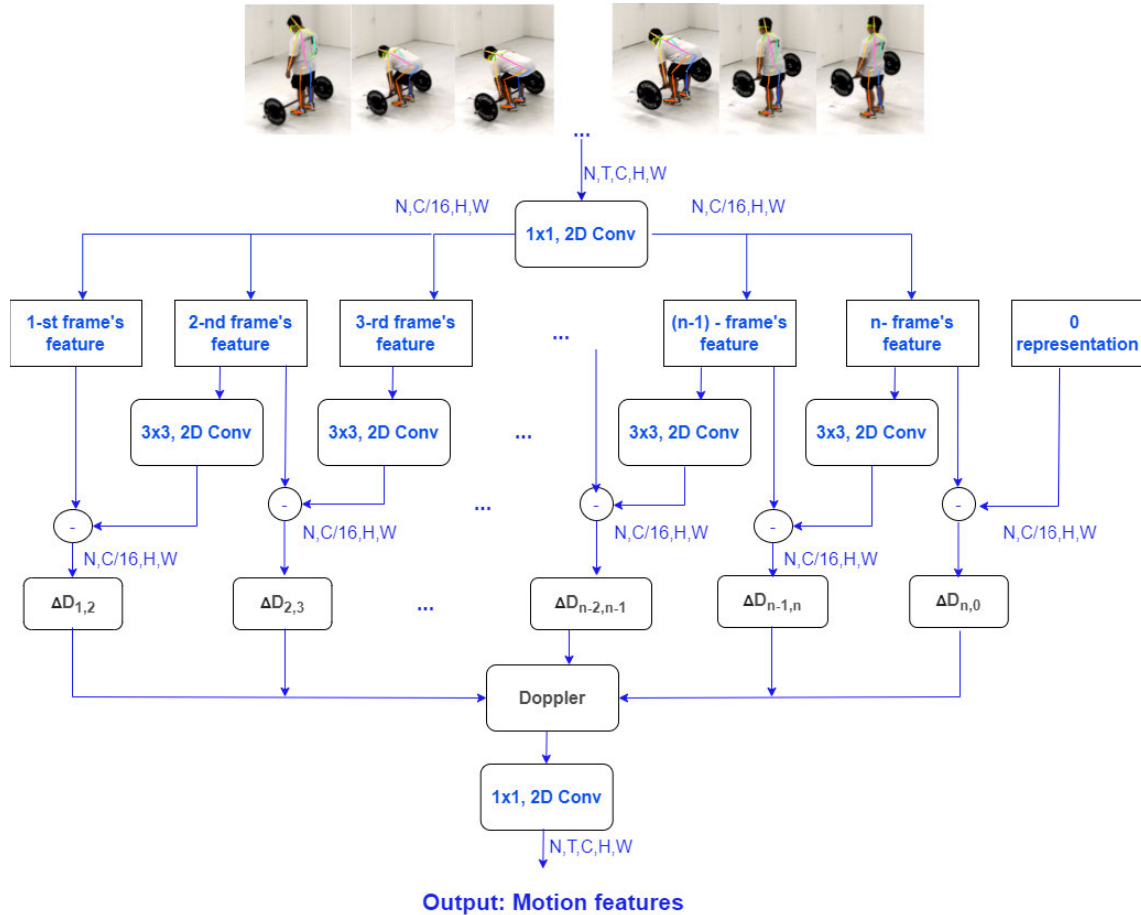 ...
N,T,C,H,W
N,C/16,H,W
N,C/16,H,W
1x1, 2D Conv
1-st frame's
feature
2-nd frame's
feature
3-rd frame's
feature
...
(n-1) - frame's
feature
n- frame's
feature
0
representation
3x3, 2D Conv
3x3, 2D Conv
...
3x3, 2D Conv
3x3, 2D Conv
-
-
...
-
-
-
N,C/16,H,W
N,C/16,H,W
N,C/16,H,W
N,C/16,H,W
N,C/16,H,W
ΔD1,2
ΔD2,3
...
ΔDn-2,n-1
ΔDn-1,n
ΔDn,0
Doppler
1x1, 2D Conv
N,T,C,H,W
Output: Motion features